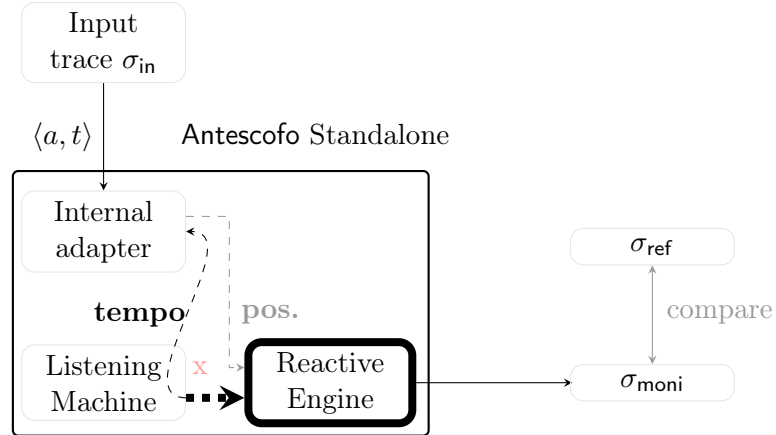 Input
trace σin
⟨a, t⟩
Antescofo Standalone
Internal
adapter
σref
tempo
pos.
compare
Listening
Machine
x
Reactive
Engine
σmoni